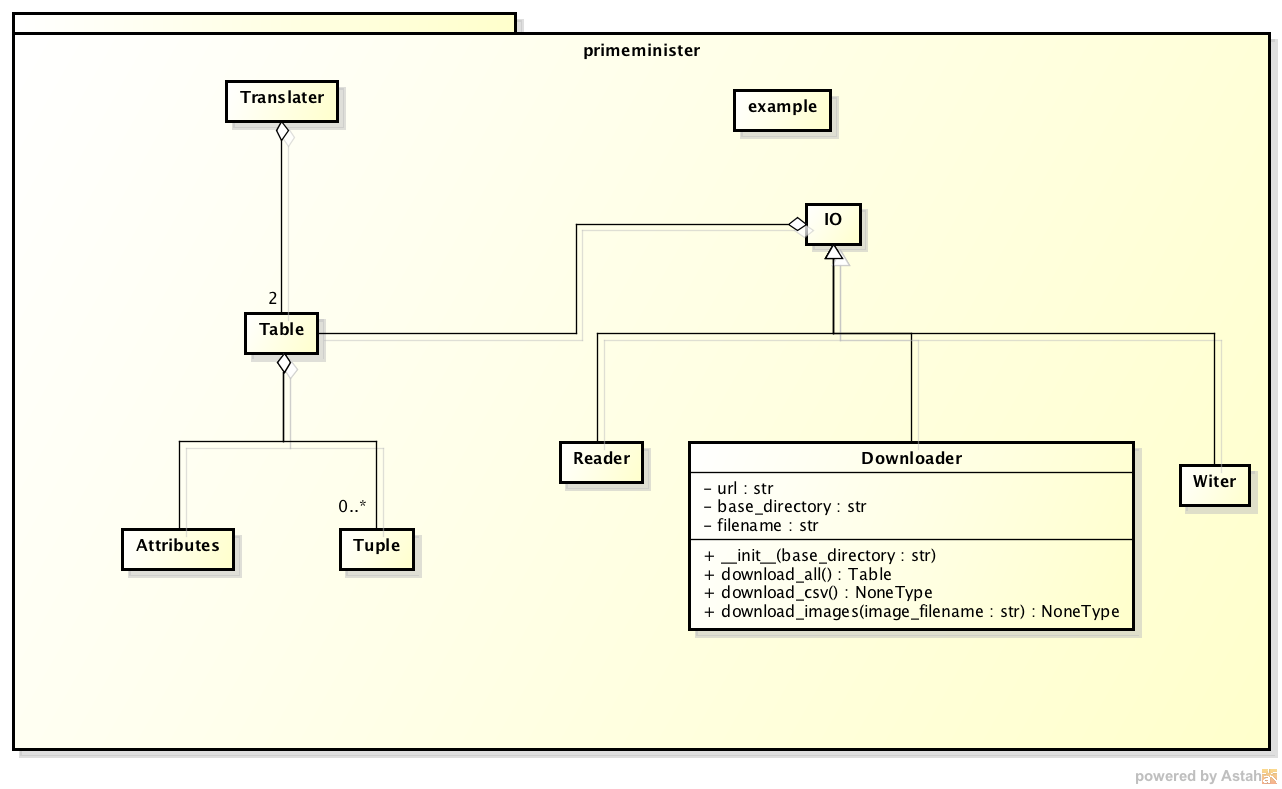 primeminister
Translater
example
IO
2
Table
Reader
Downloader
– url : str
– base_directory : str
– filename : str
+ __init__(base_directory : str)
+ download_all() : Table
+ download_csv() : NoneType
+ download_images(image_filename : str) : NoneType
Witer
0..*
Attributes
Tuple
powered by Astah